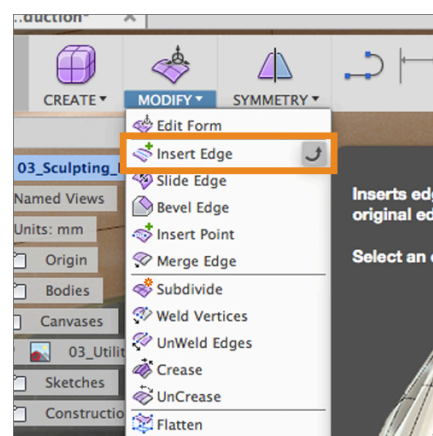 ...duction*
CREATE MODIFY SYMMETRY
Edit Form
Insert Edge
Slide Edge
Bevel Edge
Insert Point
Merge Edge
Subdivide
Weld Vertices
UnWeld Edges
Crease
UnCrease
Flatten
03_Sculpting_
Named Views
Units: mm
Origin
Bodies
Canvases
03_Utilit
Sketches
Constructio
Inserts ed
original ed
Select an